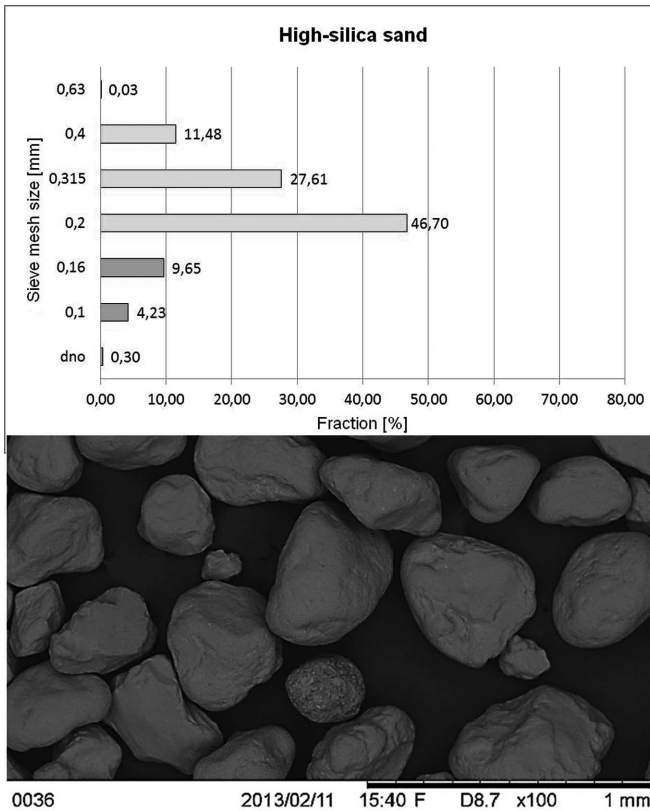 High-silica sand
Sieve mesh size [mm]
0,63 0,03
0,4 11,48
0,315 27,61
0,2 46,70
0,16 9,65
0,1 4,23
dno 0,30
0,00 10,00 20,00 30,00 40,00 50,00 60,00 70,00 80,00
Fraction [%]
0036 2013/02/11 15:40 F D8.7 x100 1 mm